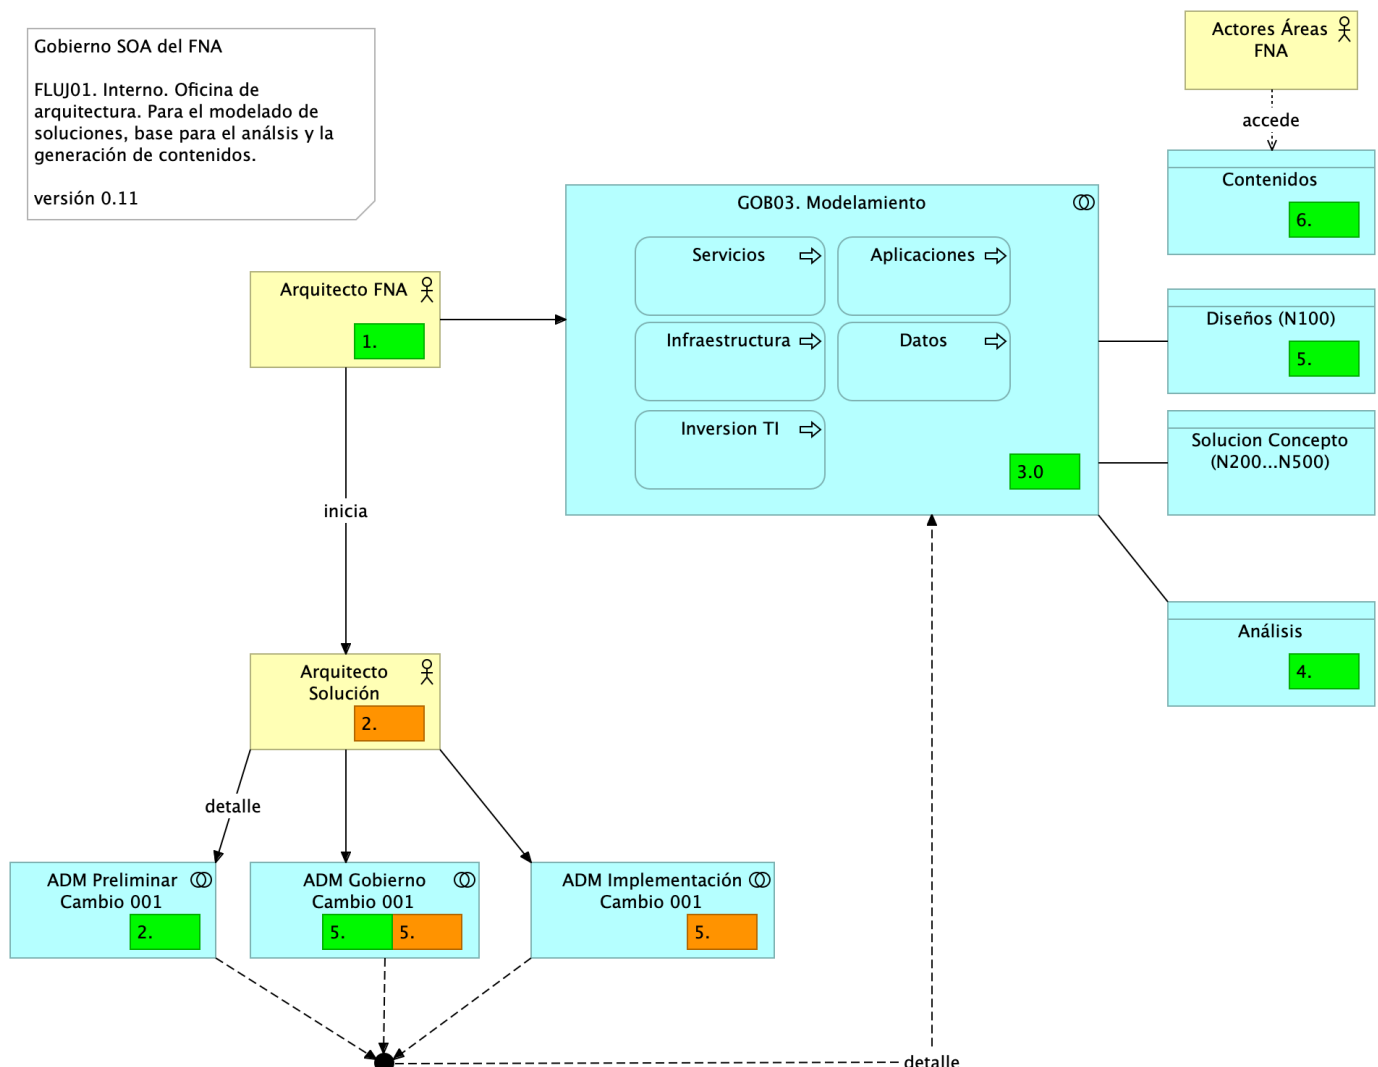 Gobierno SOA del FNA
FLUJ01. Interno. Oficina de
arquitectura. Para el modelado de
soluciones, base para el análsis y la
generación de contenidos.
versión 0.11
Actores Áreas
FNA
accede
Contenidos
6.
GOB03. Modelamiento
Servicios
Aplicaciones
Infraestructura
Datos
Inversion TI
3.0
Arquitecto FNA
1.
Diseños (N100)
5.
Solucion Concepto
(N200...N500)
Análisis
4.
inicia
Arquitecto
Solución
2.
detalle
ADM Preliminar
Cambio 001
2.
ADM Gobierno
Cambio 001
5.
5.
ADM Implementación
Cambio 001
5.
detalle